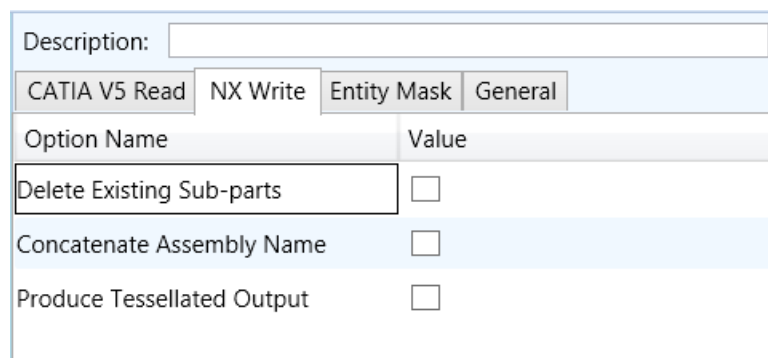 Description:
CATIA V5 Read NX Write Entity Mask General
Option Name Value
Delete Existing Sub-parts
Concatenate Assembly Name
Produce Tessellated Output